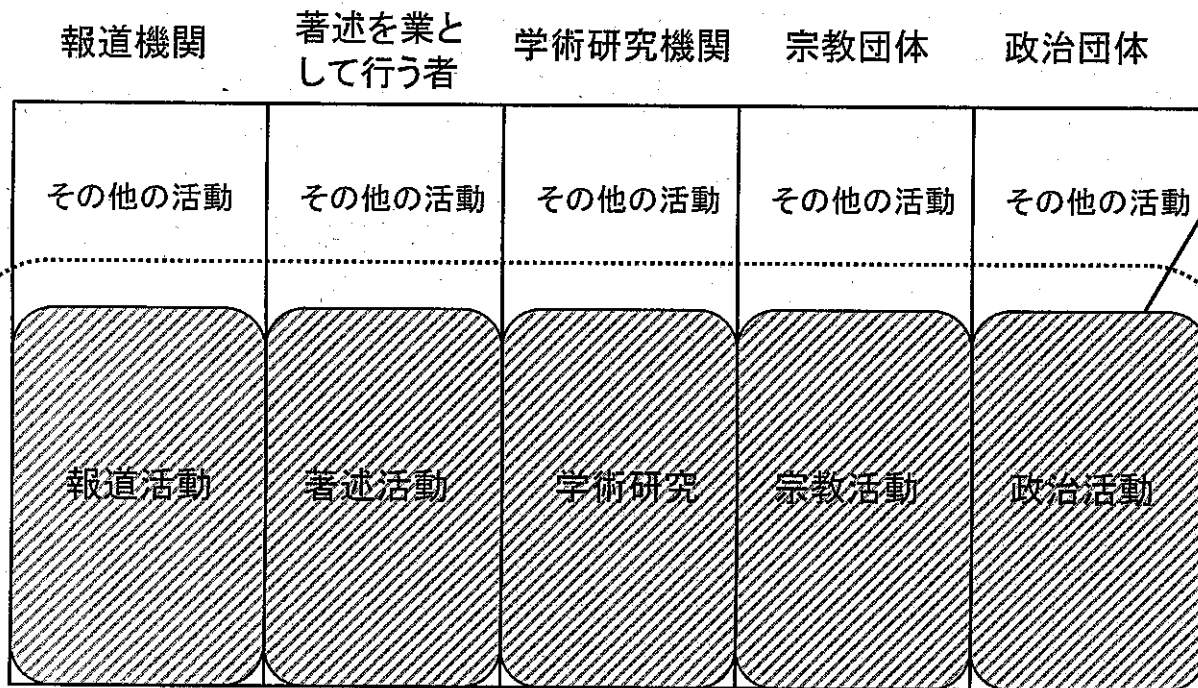 報道機関
著述を業と
して行う者
学術研究機関
宗教団体
政治団体
その他の活動
その他の活動
その他の活動
その他の活動
その他の活動
報道活動
著述活動
学術研究
宗教活動
政治活動